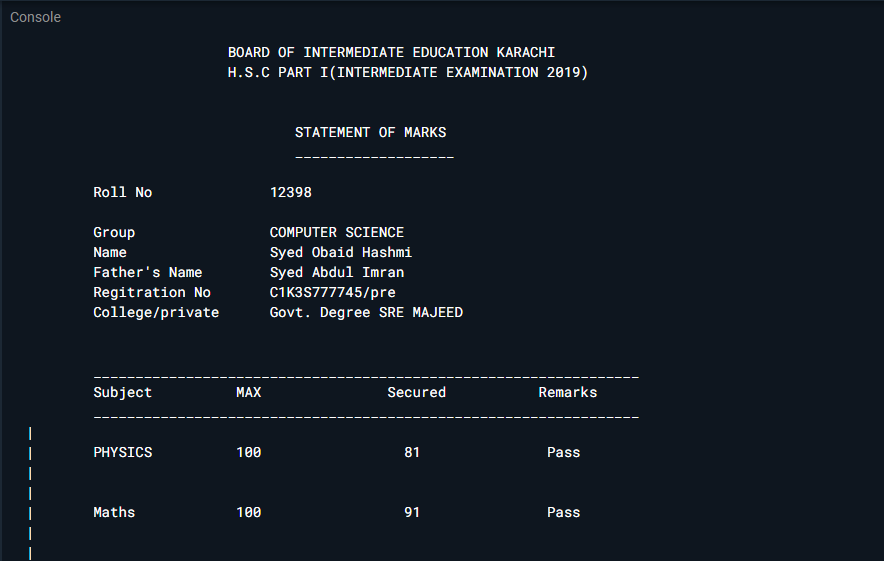 Console
BOARD OF INTERMEDIATE EDUCATION KARACHI
H.S.C PART I(INTERMEDIATE EXAMINATION 2019)
STATEMENT OF MARKS
-------------------
Roll No 12398
Group COMPUTER SCIENCE
Name Syed Obaid Hashmi
Father's Name Syed Abdul Imran
Regitration No C1K3S777745/pre
College/private Govt. Degree SRE MAJEED
-----------------------------------------------------------------
Subject MAX Secured Remarks
-----------------------------------------------------------------
|
| PHYSICS 100 81 Pass
|
|
| Maths 100 91 Pass
|
|